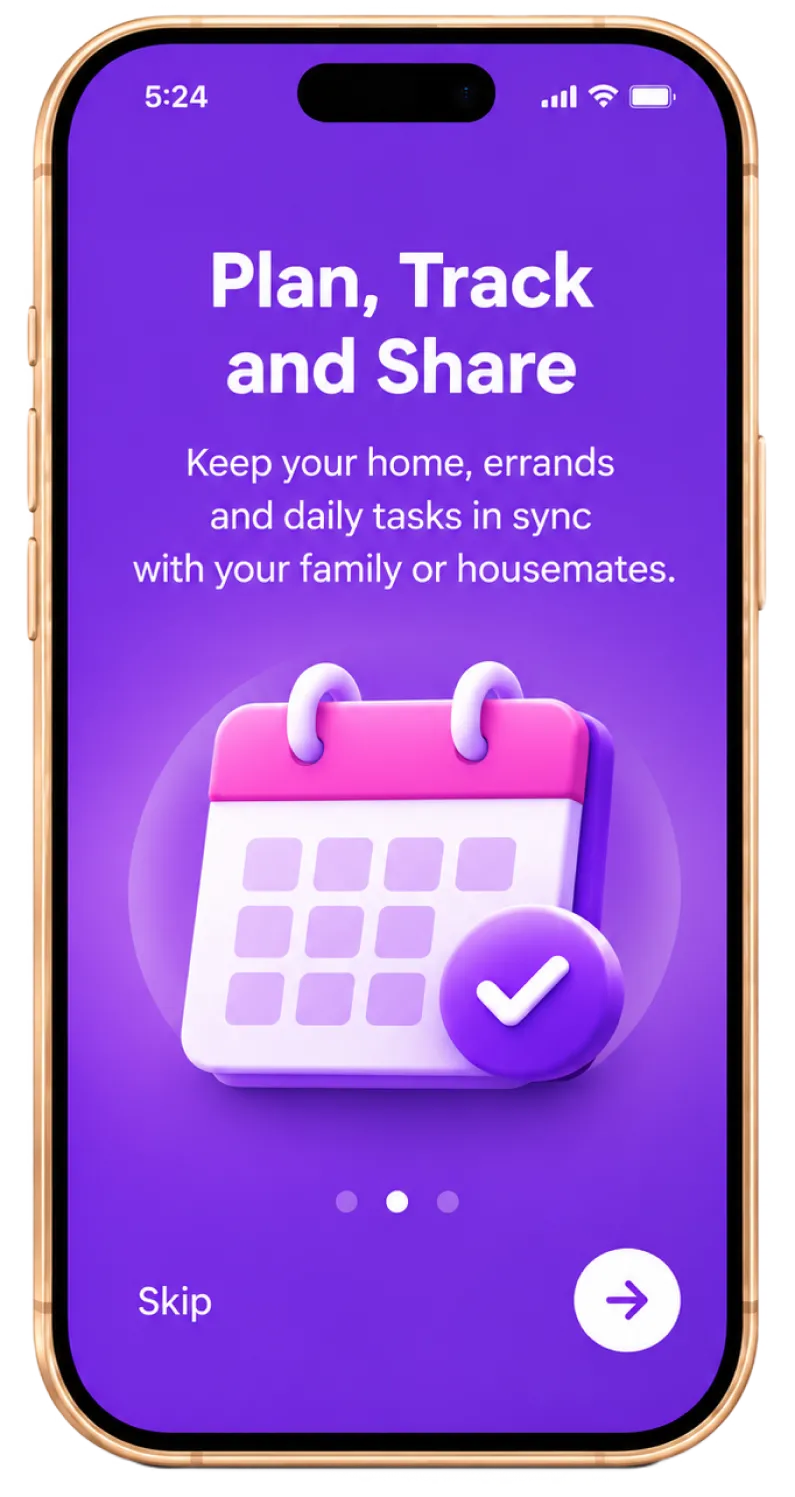 5:24
Plan, Track
and Share
Keep your home, errands
and daily tasks in sync
with your family or housemates.
Skip